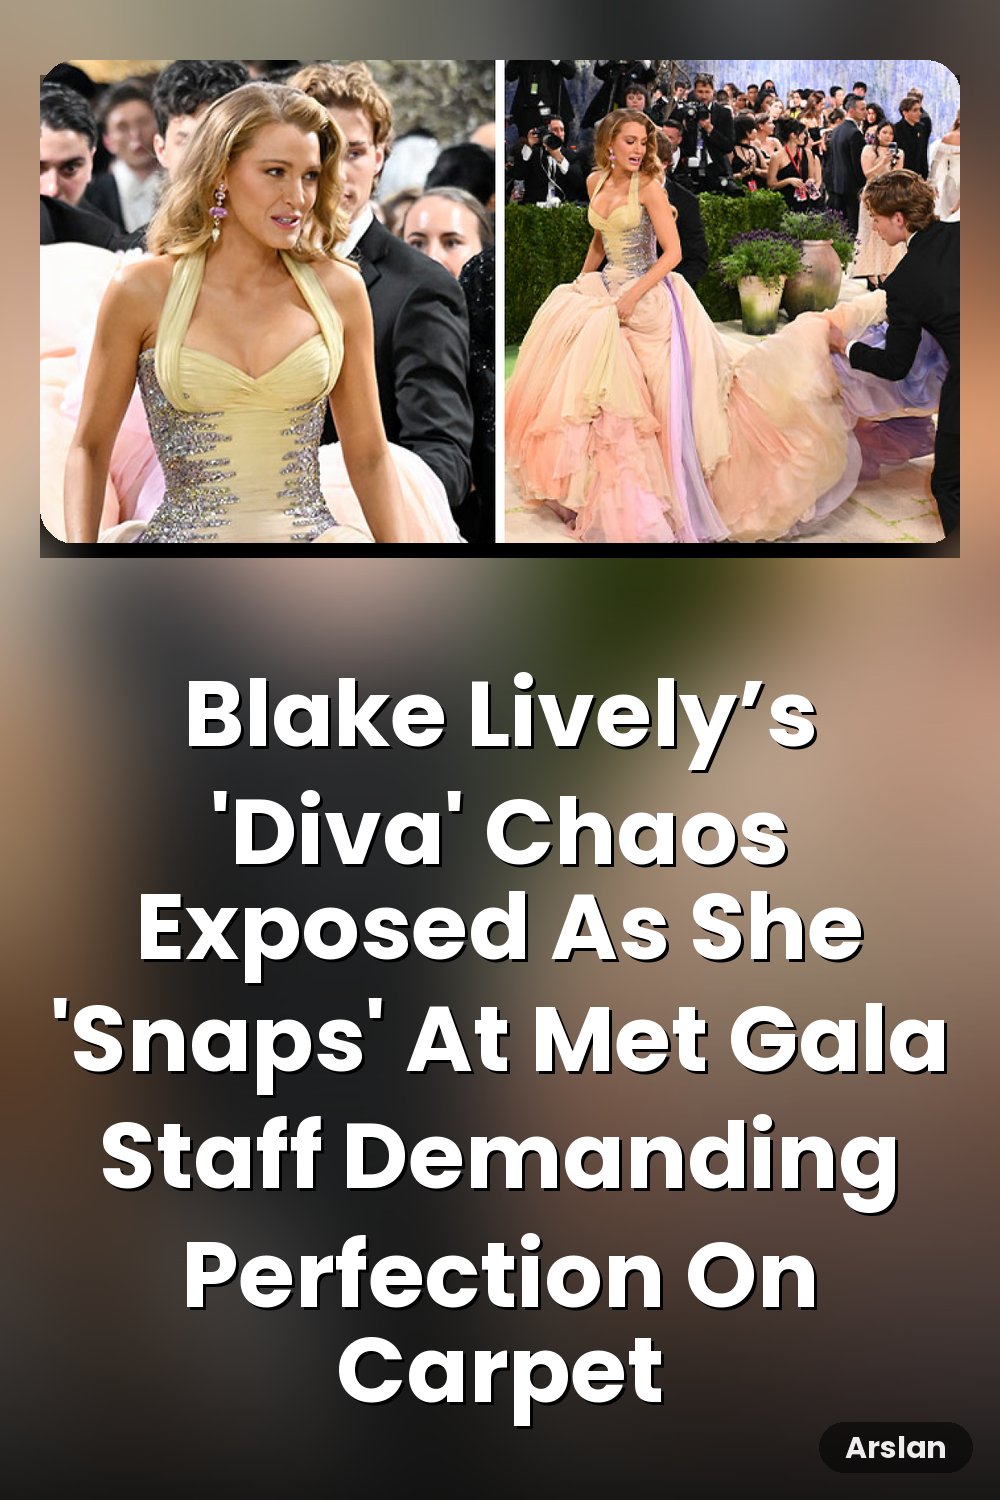 Blake Lively’s
'Diva' Chaos
Exposed As She
'Snaps' At Met Gala
Staff Demanding
Perfection On
Carpet
Arslan